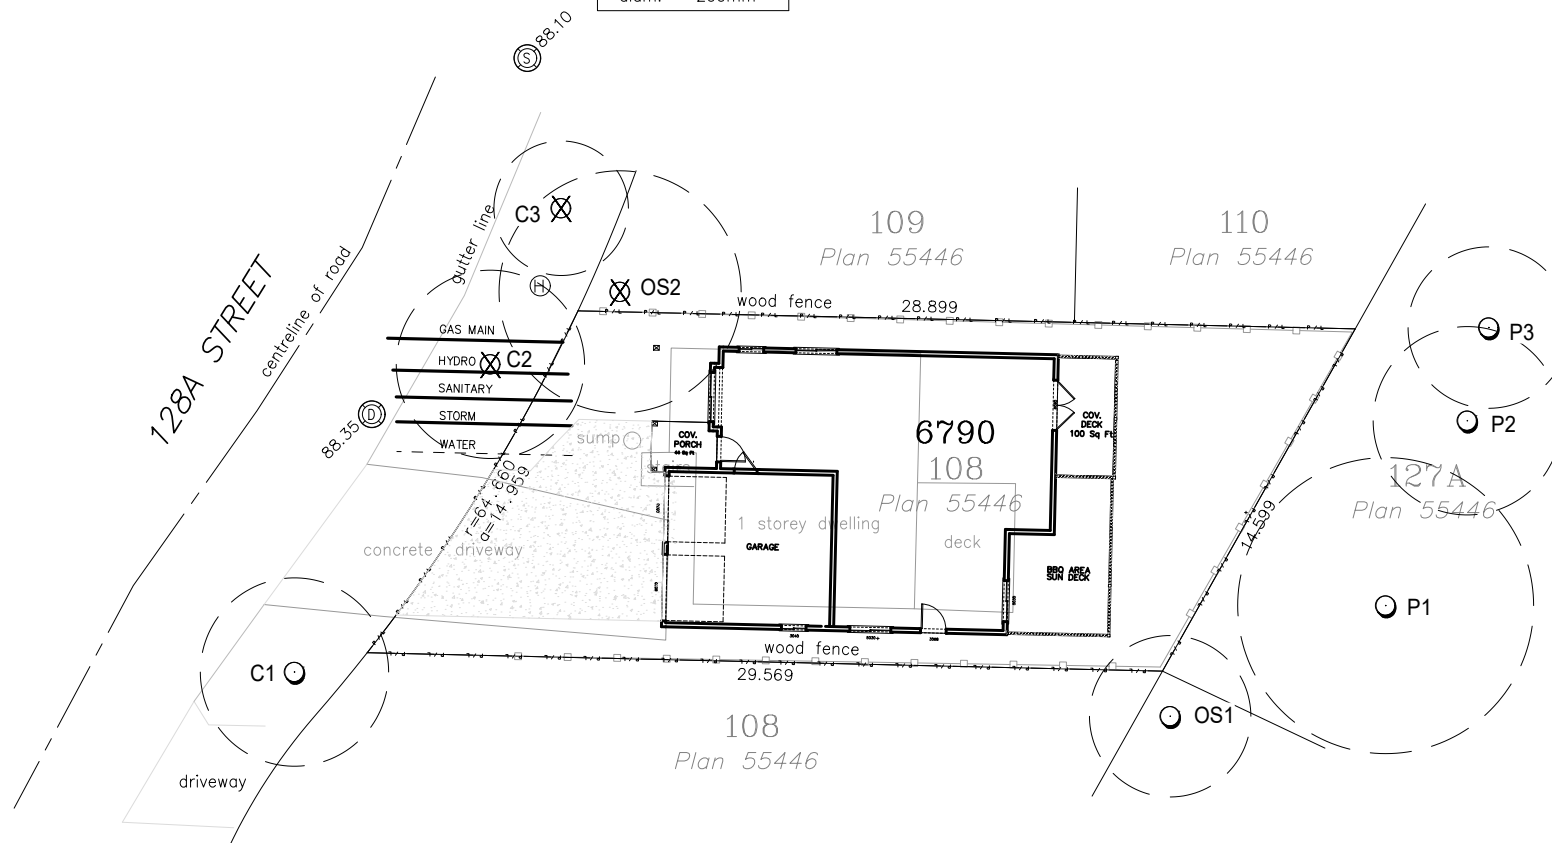 88.10
S
C3
109
Plan 55446
110
Plan 55446
gutter line
H
OS2
wood fence
28.899
128A STREET
centreline of road
GAS MAIN
HYDRO
C2
SANITARY
STORM
WATER
D
88.35
sump
COV.
PORCH
COV.
DECK
100 Sq Ft
6790
108
Plan 55446
P3
P2
127A
Plan 55446
r=64.660
a=14.959
concrete driveway
1 storey dwelling
GARAGE
deck
BBQ AREA
SUN DECK
14.599
P1
wood fence
29.569
C1
OS1
108
Plan 55446
driveway